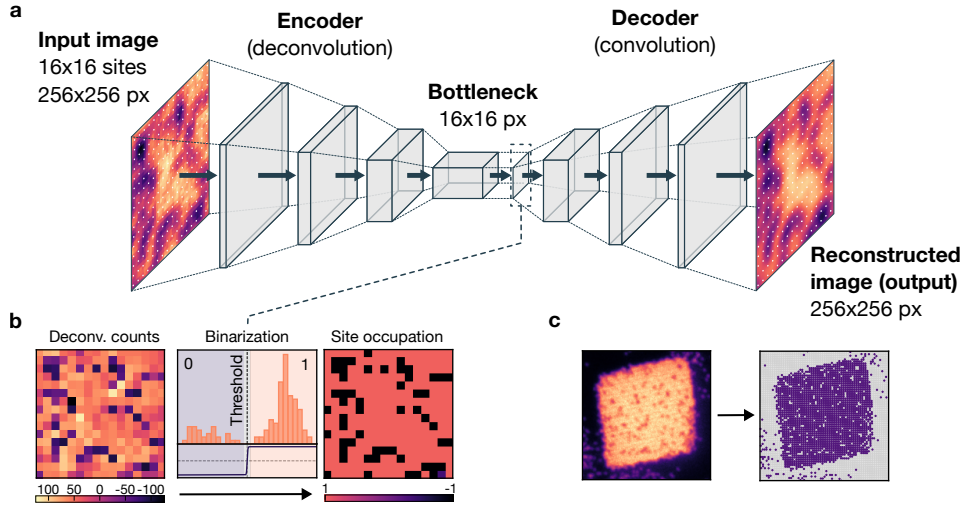 a
Encoder
(deconvolution)
Decoder
(convolution)
Input image
16x16 sites
256x256 px
Bottleneck
16x16 px
Reconstructed
image (output)
256x256 px
b
Deconv. counts
Binarization
Site occupation
0
1
Threshold
100 50 0 -50 -100
1 -1
c